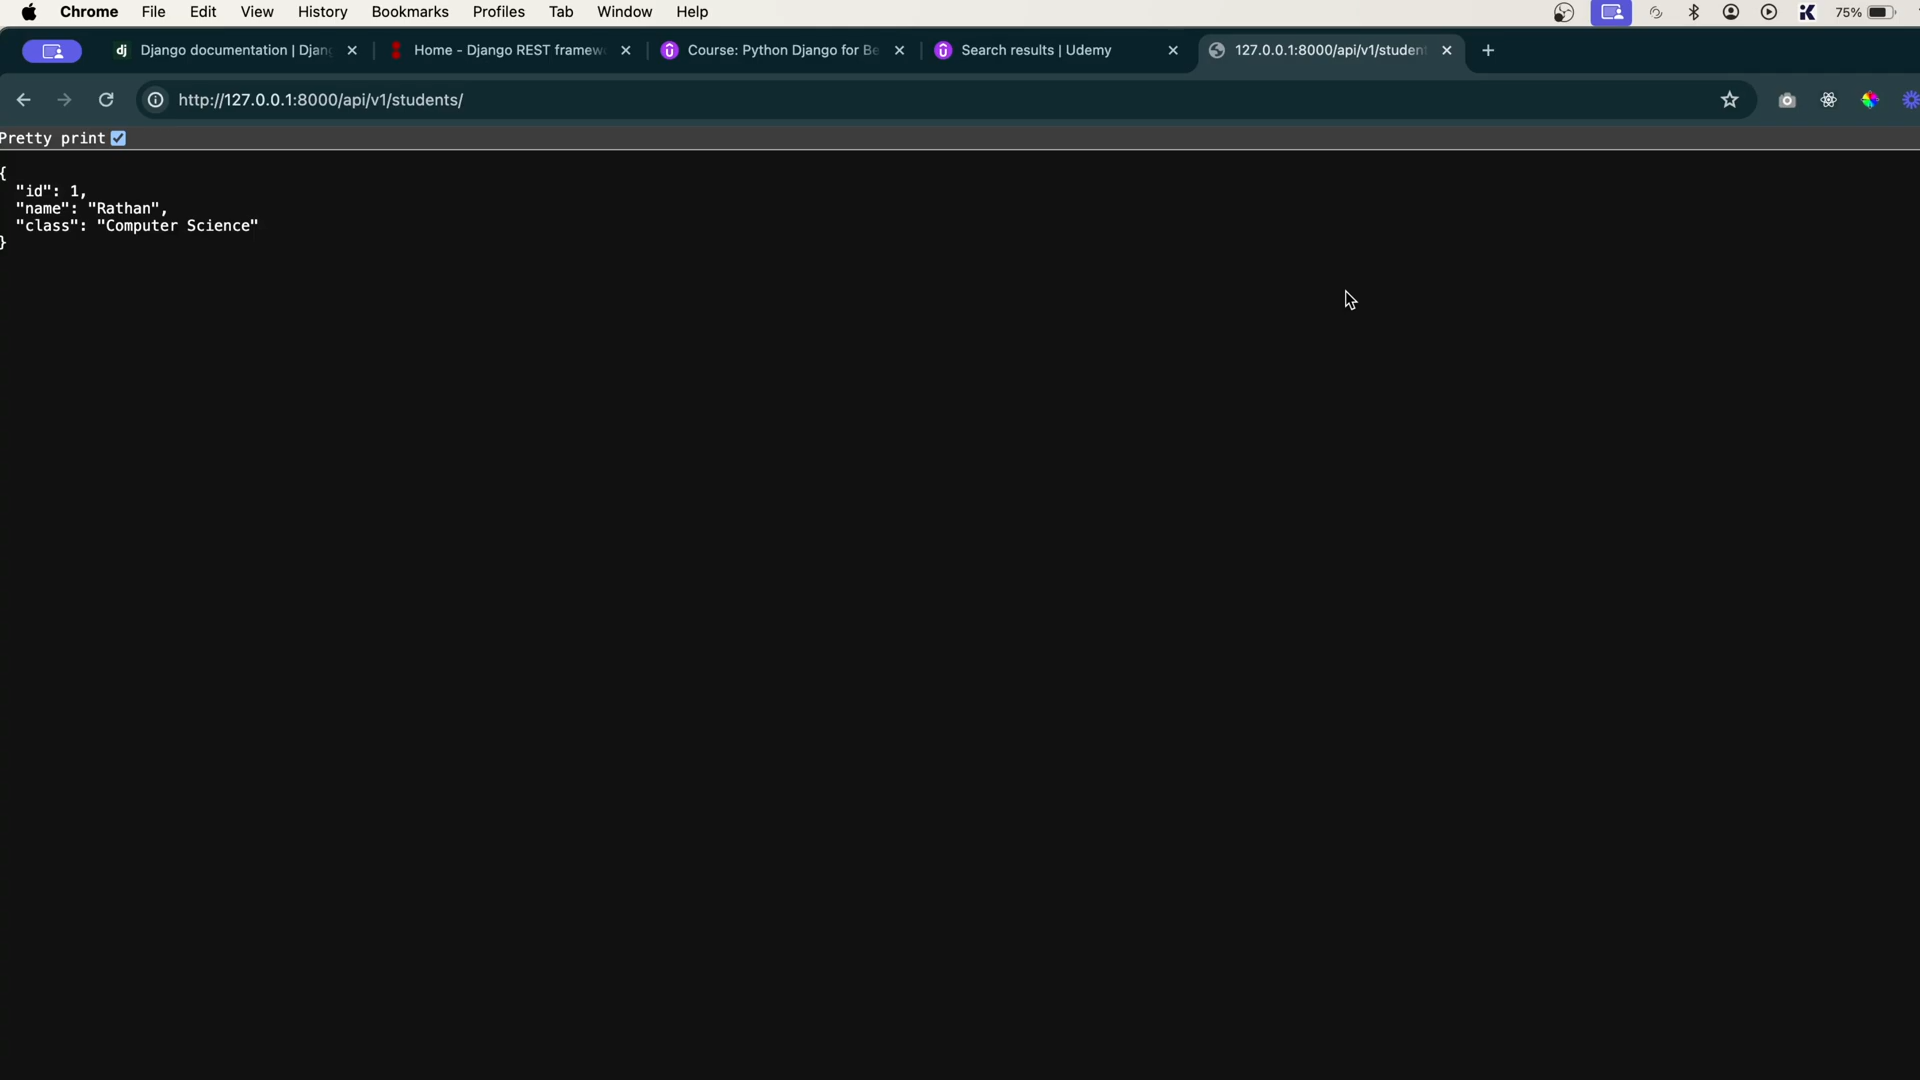 Chrome File Edit View History Bookmarks Profiles Tab Window Help 75%
dj Django documentation | Djan Home - Django REST framew Course: Python Django for Be Search results | Udemy 127.0.0.1:8000/api/v1/studen
http://127.0.0.1:8000/api/v1/students/
Pretty print
{
"id": 1,
"name": "Rathan",
"class": "Computer Science"
}